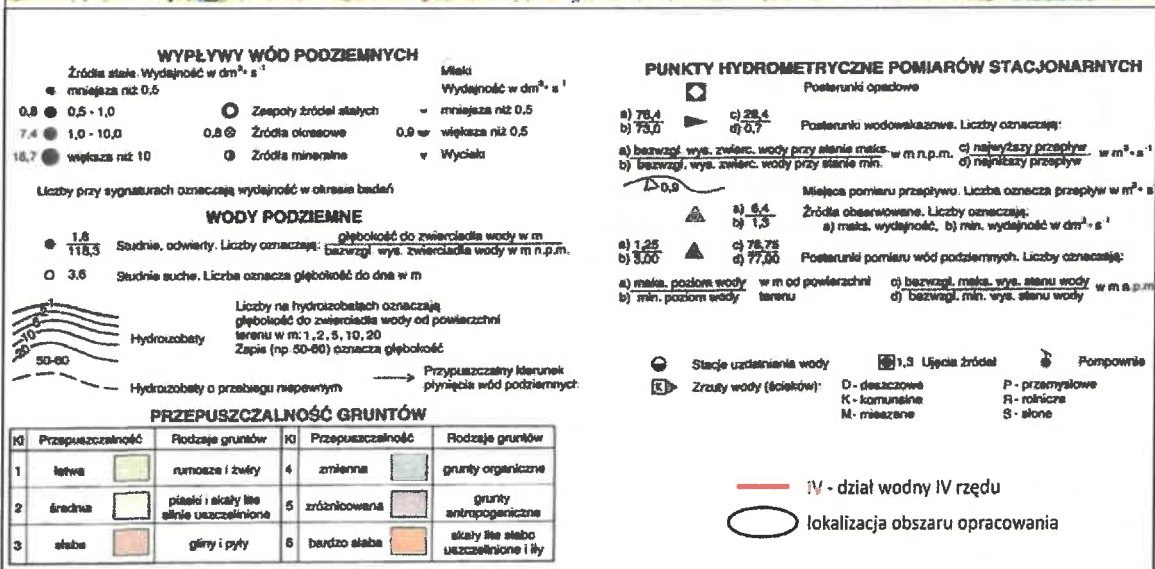 WYPŁYWY WÓD PODZIEMNYCH
Źródła stałe. Wydajność w dm³·s⁻¹
mniejsza niż 0,5
0,8 0,5 - 1,0
7,4 1,0 - 10,0
16,7 większa niż 10
Zespoły źródeł stałych
0,8 Źródła okresowe
Źródła mineralne
Młaki
Wydajność w dm³·s⁻¹
mniejsza niż 0.5
0,9 większa niż 0,5
Wycieki
Liczby przy sygnaturach oznaczają wydajność w okresie badań
WODY PODZIEMNE
1,8
118,3
Studnie, odwierty. Liczby oznaczają: głębokość do zwierciadła wody w m
bezwzgl. wys. zwierc. wody w m n.p.m.
3,6 Studnie suche. Liczba oznacza głębokość do dna w m
1
2
5
10
20
50-60
Hydroizobaty
Liczby na hydroizobatach oznaczają
głębokość do zwierciadła wody od powierzchni
terenu w m: 1, 2, 5, 10, 20
Zapis (np. 50-60) oznacza głębokość
Hydroizobaty o przebiegu niepewnym
Przypuszczalny kierunek
płynięcia wód podziemnych
PRZEPUSZCZALNOŚĆ GRUNTÓW
Kl Przepuszczalność Rodzaje gruntów Kl Przepuszczalność Rodzaje gruntów
1 łatwa rumosze i żwiry 4 zmienna grunty organiczne
2 średnia piaski i skały lite silnie uszczelinione 5 zróżnicowana grunty antropogeniczne
3 słaba gliny i pyły 6 bardzo słaba skały lite słabo uszczelinione i iły
PUNKTY HYDROMETRYCZNE POMIARÓW STACJONARNYCH
Posterunki opadowe
a) 76,4 c) 28,4
b) 73,0 d) 0,7
Posterunki wodowskazowe. Liczby oznaczają:
a) bezwzgl. wys. zwierc. wody przy stanie maks.
b) bezwzgl. wys. zwierc. wody przy stanie min.
w m n.p.m.
c) najwyższy przepływ
d) najniższy przepływ
w m³·s⁻¹
0,9 Miejsca pomiaru przepływu. Liczba oznacza przepływ w m³·s
a) 6,4
b) 1,3
Źródła obserwowane. Liczby oznaczają:
a) maks. wydajność, b) min. wydajność w dm³·s⁻¹
a) 1,25 c) 78,75
b) 3,00 d) 77,00
Posterunki pomiaru wód podziemnych. Liczby oznaczają:
a) maks. poziom wody
b) min. poziom wody
w m od powierzchni
terenu
c) bezwzgl. maks. wys. stanu wody
d) bezwzgl. min. wys. stanu wody
w m n.p.m
Stacje uzdatniania wody
1,3 Ujęcia źródeł
Pompownie
K Zrzuty wody (ścieków):
D - deszczowe
K - komunalne
M - mieszane
P - przemysłowe
R - rolnicze
S - słone
IV - dział wodny IV rzędu
lokalizacja obszaru opracowania